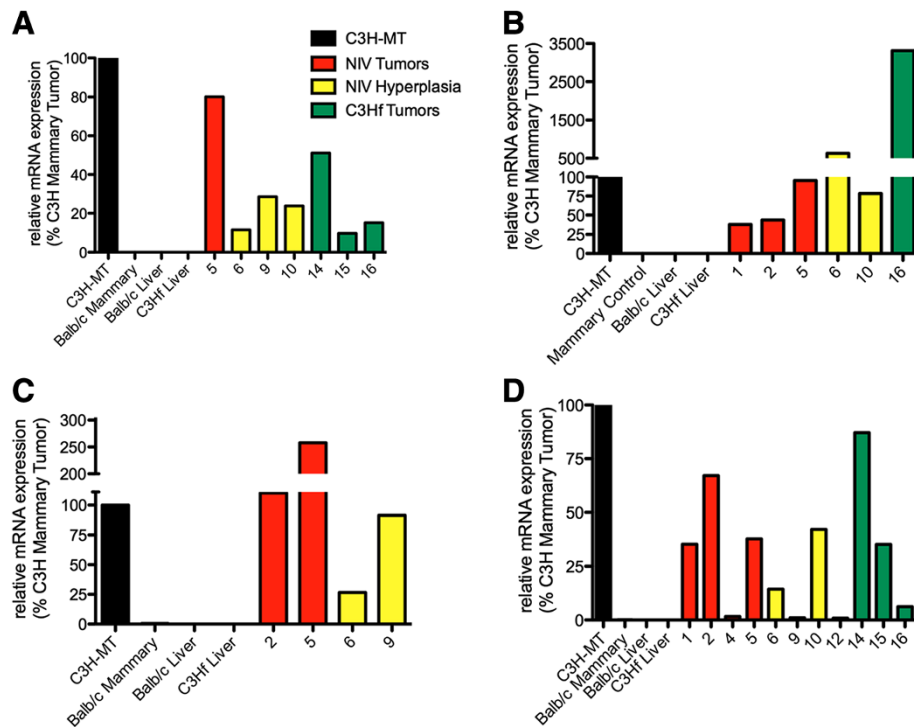 A
relative mRNA expression
(% C3H Mammary Tumor)
100
80
60
40
20
0
C3H-MT
Balb/c Mammary
Balb/c Liver
C3Hf Liver
5
6
9
10
14
15
16
C3H-MT
NIV Tumors
NIV Hyperplasia
C3Hf Tumors
B
relative mRNA expression
(% C3H Mammary Tumor)
3500
2500
1500
500
100
75
50
25
0
C3H-MT
Mammary Control
Balb/c Liver
C3Hf Liver
1
2
5
6
10
16
C
relative mRNA expression
(% C3H Mammary Tumor)
300
250
200
100
75
50
25
0
C3H-MT
Balb/c Mammary
Balb/c Liver
C3Hf Liver
2
5
6
9
D
relative mRNA expression
(% C3H Mammary Tumor)
100
75
50
25
0
C3H-MT
Balb/c Mammary
Balb/c Liver
C3Hf Liver
1
2
4
5
6
9
10
12
14
15
16